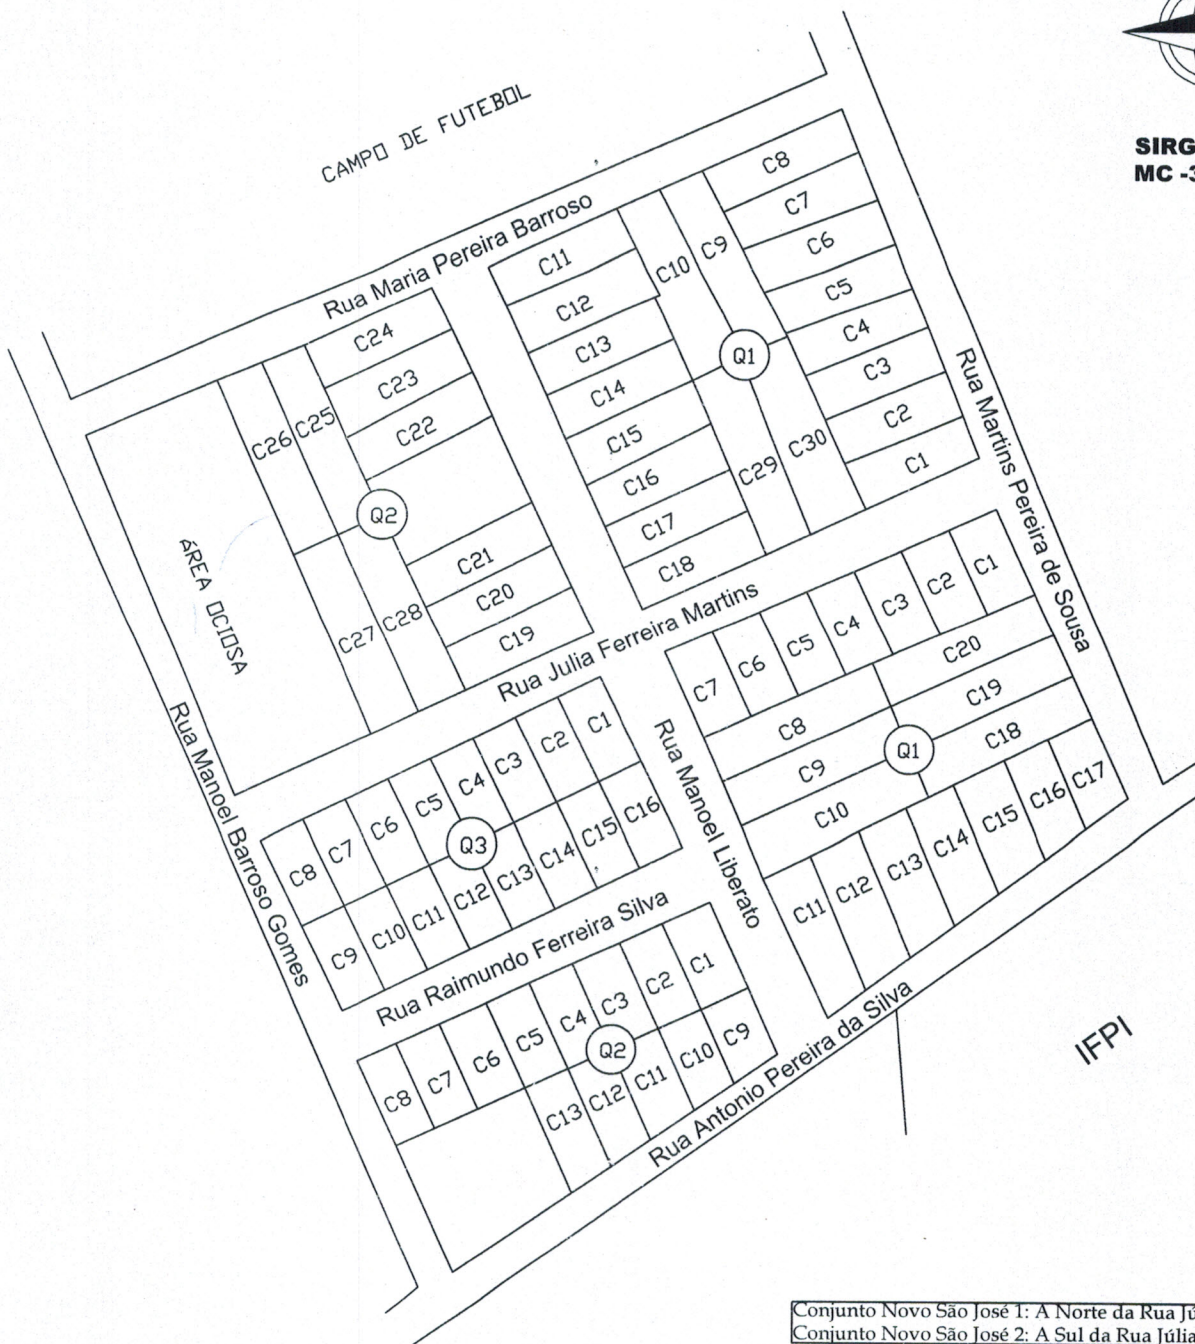 CAMPO DE FUTEBOL
SIRG
MC -3
Rua Maria Pereira Barroso
C8
C7
C6
C5
C4
C3
C2
C1
C9
C10
C11
C12
C13
C14
C15
C16
C17
C18
Q1
C29
C30
Rua Martins Pereira de Sousa
C24
C23
C22
C26
C25
Q2
C21
C20
C19
C27
C28
ÁREA OCIOSA
Rua Julia Ferreira Martins
Rua Manoel Barroso Gomes
C7
C6
C5
C4
C3
C2
C1
C20
C19
C18
C8
C9
C10
Q1
C11
C12
C13
C14
C15
C16
C17
Rua Manoel Liberato
C8
C7
C6
C5
C4
C3
C2
C1
Q3
C9
C10
C11
C12
C13
C14
C15
C16
Rua Raimundo Ferreira Silva
C8
C7
C6
C5
C4
C3
C2
C1
Q2
C13
C12
C11
C10
C9
Rua Antonio Pereira da Silva
IFPI
Conjunto Novo São José 1: A Norte da Rua Jú
Conjunto Novo São José 2: A Sul da Rua Júlia